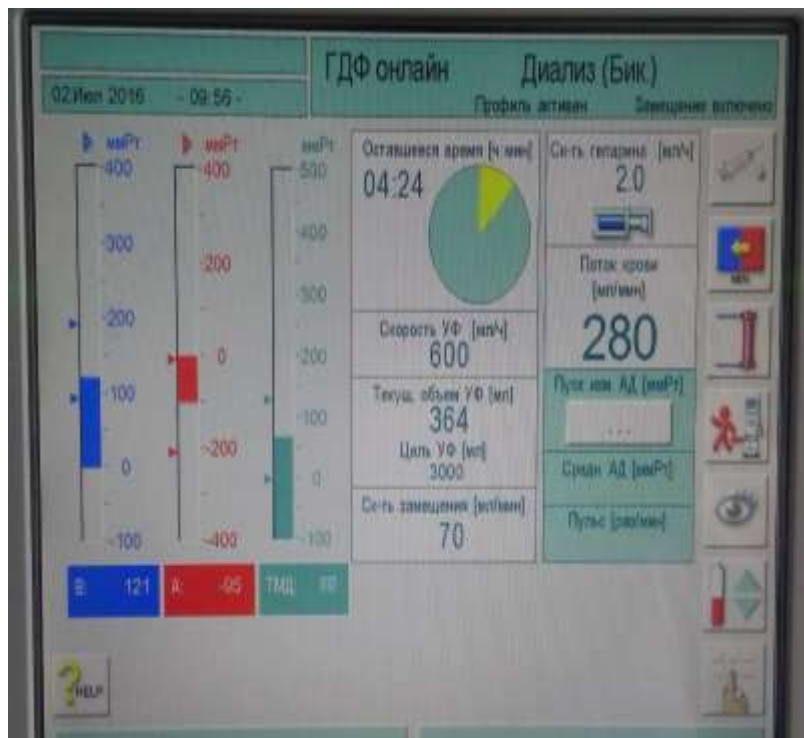 ГДФ онлайн Диализ (Бик.)
02.Июл 2016 - 09:56 -
Профиль активен Замещение включено
ммРт ммРт ммРт
400 400 500
300 200 400
200 0 300
100 -200 200
0 -400 100
-100 0
-100
В: 121 А: -95 ТМД
Оставшееся время [ч:мин]
04:24
Скорость УФ [мл/ч]
600
Текущ. объем УФ [мл]
364
Цель УФ [мл]
3000
Ск-ть замещения [мл/мин]
70
Ск-ть гепарина [мл/ч]
2.0
Поток крови
[мл/мин]
280
Пуск изм. АД [ммРт]
...
Средн АД [ммРт]
Пульс [раз/мин]
MIN
?HELP